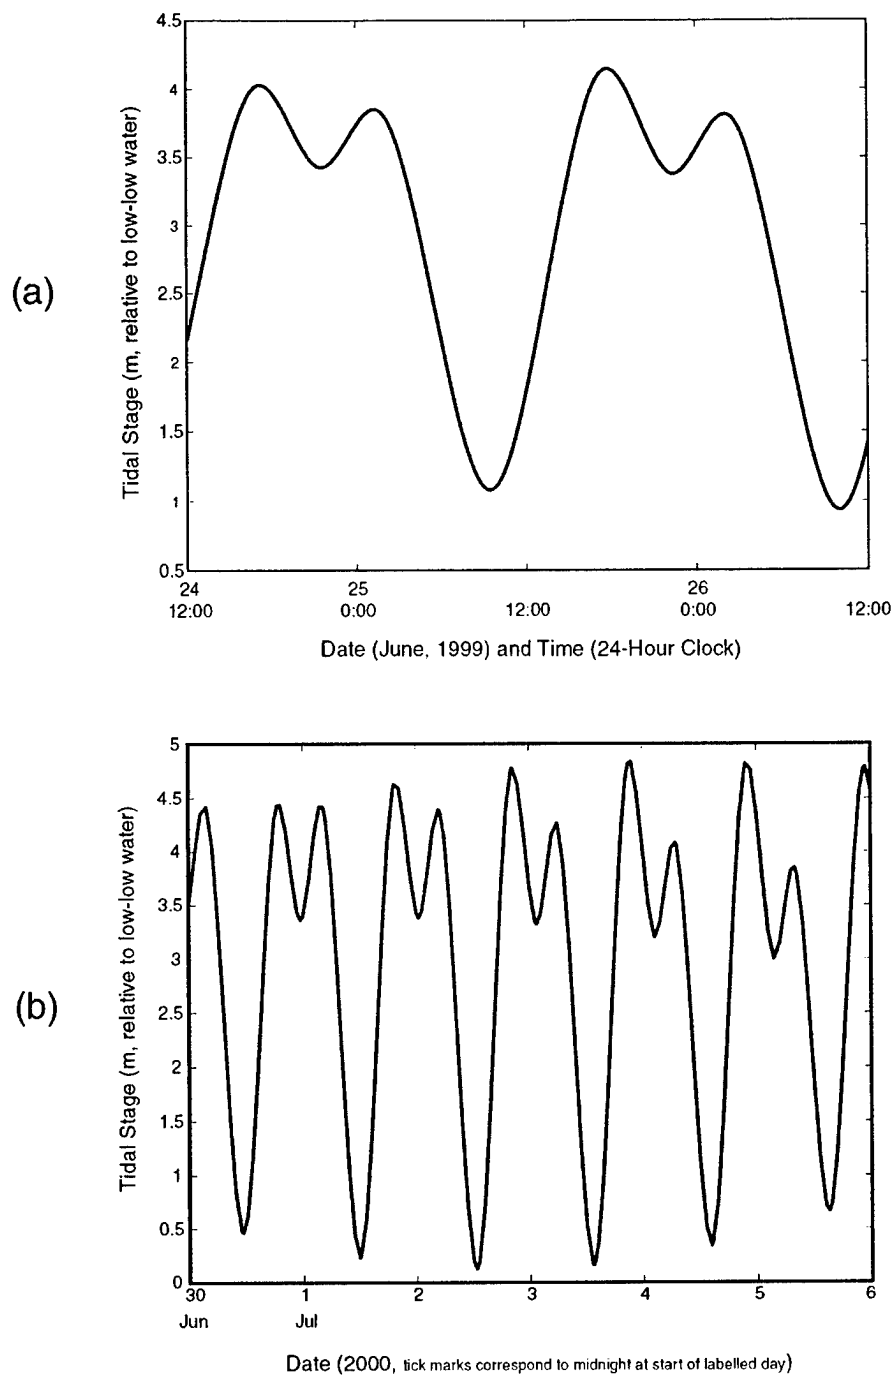 (a)
Tidal Stage (m, relative to low-low water)
4.5
4
3.5
3
2.5
2
1.5
1
0.5
24 25 26
12:00 0:00 12:00 0:00 12:00
Date (June, 1999) and Time (24-Hour Clock)
(b)
Tidal Stage (m, relative to low-low water)
5
4.5
4
3.5
3
2.5
2
1.5
1
0.5
0
30 1 2 3 4 5 6
Jun Jul
Date (2000, tick marks correspond to midnight at start of labelled day)